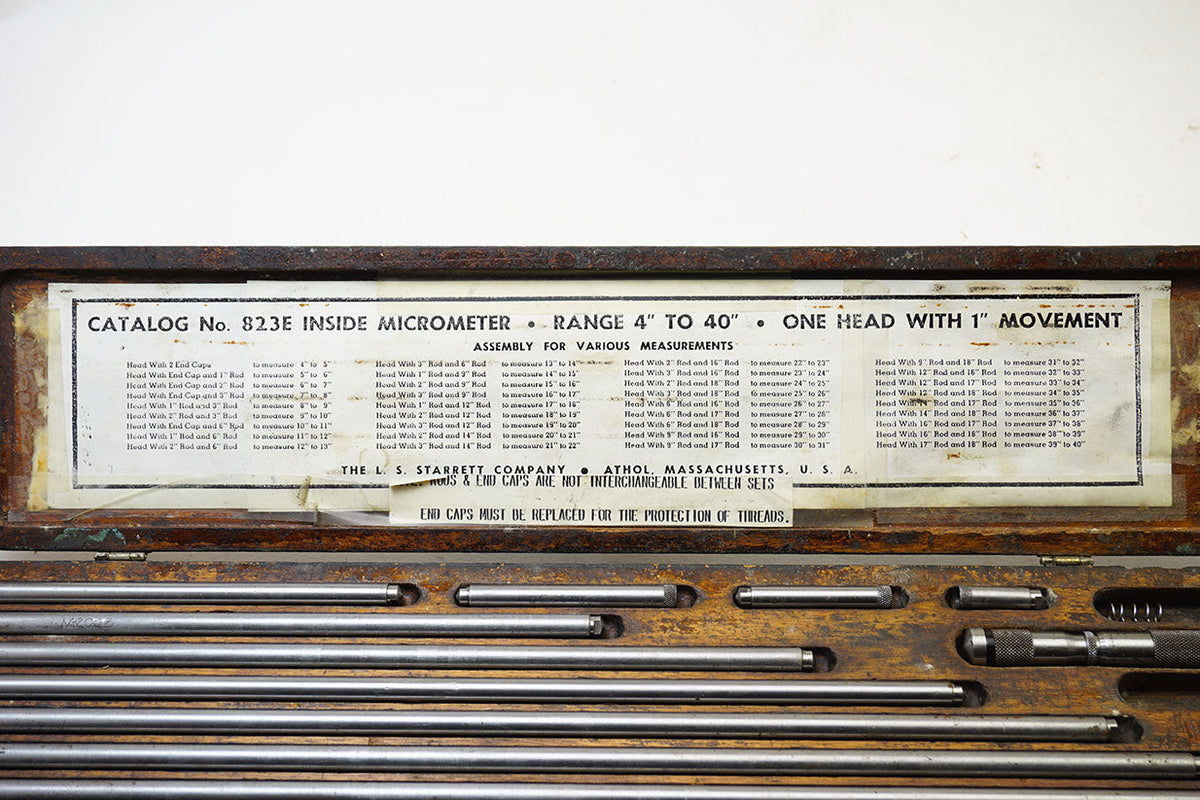 CATALOG No. 823E INSIDE MICROMETER • RANGE 4" TO 40" • ONE HEAD WITH 1" MOVEMENT
ASSEMBLY FOR VARIOUS MEASUREMENTS
Head With 2 End Caps to measure 4" to 5"
Head With End Cap and 1" Rod to measure 5" to 6"
Head With End Cap and 2" Rod to measure 6" to 7"
Head With End Cap and 3" Rod to measure 7" to 8"
Head With 1" Rod and 3" Rod to measure 8" to 9"
Head With 2" Rod and 3" Rod to measure 9" to 10"
Head With End Cap and 6" Rod to measure 10" to 11"
Head With 1" Rod and 6" Rod to measure 11" to 12"
Head With 2" Rod and 6" Rod to measure 12" to 13"
Head With 3" Rod and 6" Rod to measure 13" to 14"
Head With 1" Rod and 9" Rod to measure 14" to 15"
Head With 2" Rod and 9" Rod to measure 15" to 16"
Head With 3" Rod and 9" Rod to measure 16" to 17"
Head With 1" Rod and 12" Rod to measure 17" to 18"
Head With 2" Rod and 12" Rod to measure 18" to 19"
Head With 3" Rod and 12" Rod to measure 19" to 20"
Head With 2" Rod and 14" Rod to measure 20" to 21"
Head With 3" Rod and 14" Rod to measure 21" to 22"
Head With 2" Rod and 16" Rod to measure 22" to 23"
Head With 3" Rod and 16" Rod to measure 23" to 24"
Head With 2" Rod and 18" Rod to measure 24" to 25"
Head With 3" Rod and 18" Rod to measure 25" to 26"
Head With 6" Rod and 16" Rod to measure 26" to 27"
Head With 6" Rod and 17" Rod to measure 27" to 28"
Head With 6" Rod and 18" Rod to measure 28" to 29"
Head With 9" Rod and 16" Rod to measure 29" to 30"
Head With 9" Rod and 17" Rod to measure 30" to 31"
Head With 9" Rod and 18" Rod to measure 31" to 32"
Head With 12" Rod and 16" Rod to measure 32" to 33"
Head With 12" Rod and 17" Rod to measure 33" to 34"
Head With 12" Rod and 18" Rod to measure 34" to 35"
Head With 14" Rod and 17" Rod to measure 35" to 36"
Head With 14" Rod and 18" Rod to measure 36" to 37"
Head With 16" Rod and 17" Rod to measure 37" to 38"
Head With 16" Rod and 18" Rod to measure 38" to 39"
Head With 17" Rod and 18" Rod to measure 39" to 40"
THE L. S. STARRETT COMPANY • ATHOL, MASSACHUSETTS, U. S. A.
RODS & END CAPS ARE NOT INTERCHANGEABLE BETWEEN SETS
END CAPS MUST BE REPLACED FOR THE PROTECTION OF THREADS.